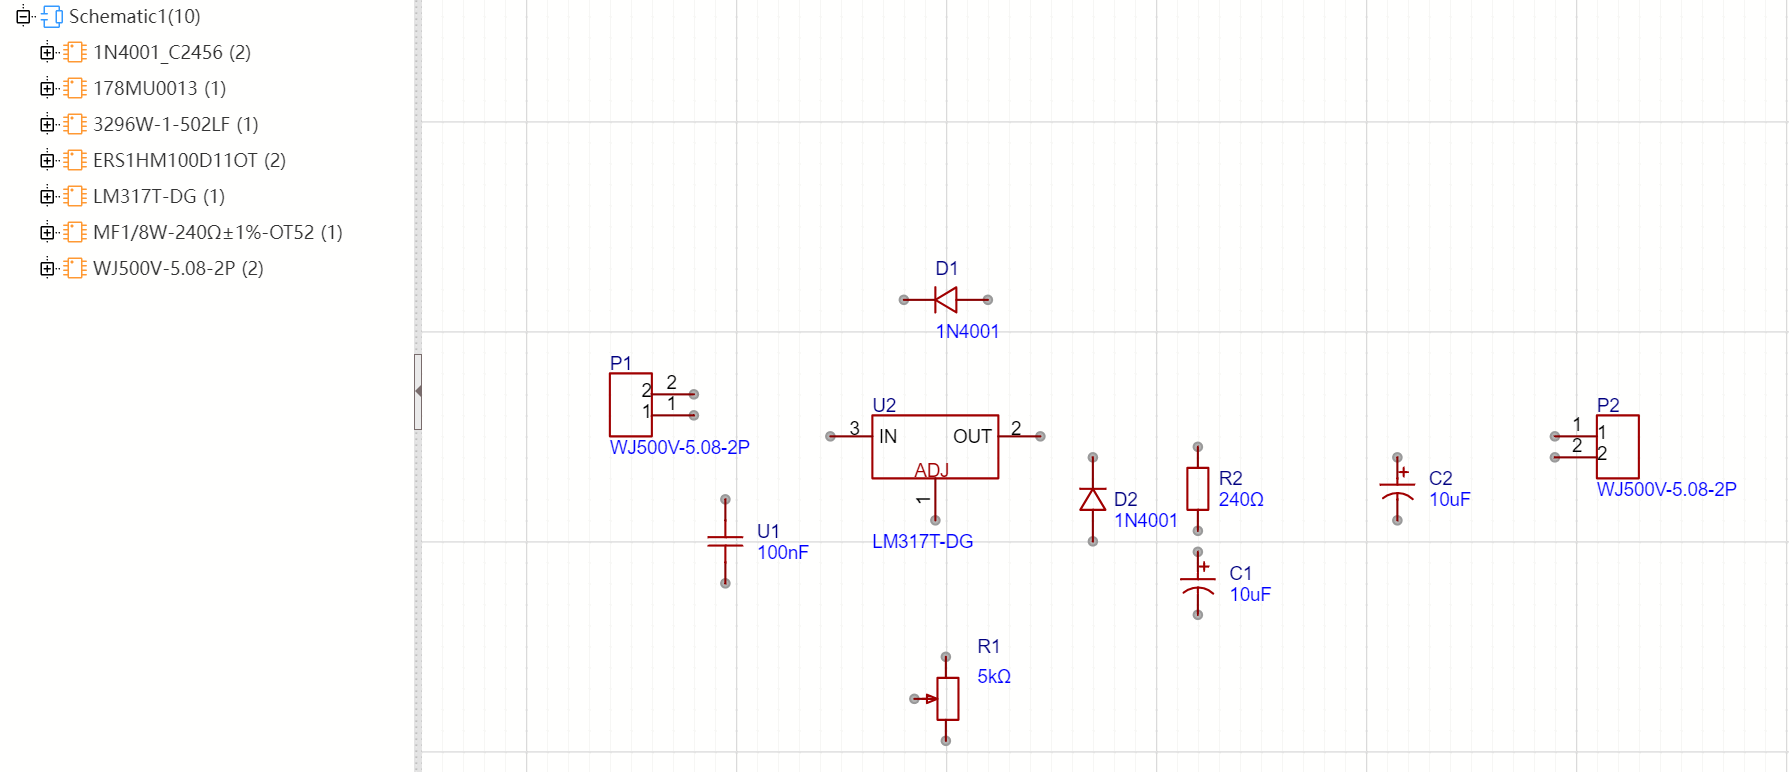 Schematic1(10)
1N4001_C2456 (2)
178MU0013 (1)
3296W-1-502LF (1)
ERS1HM100D11OT (2)
LM317T-DG (1)
MF1/8W-240Ω±1%-OT52 (1)
WJ500V-5.08-2P (2)
D1
1N4001
P1
2 2
1 1
WJ500V-5.08-2P
U2
3 IN OUT 2
ADJ
1
LM317T-DG
U1
100nF
D2
1N4001
R2
240Ω
+
C1
10uF
+
C2
10uF
P2
1 1
2 2
WJ500V-5.08-2P
R1
5kΩ